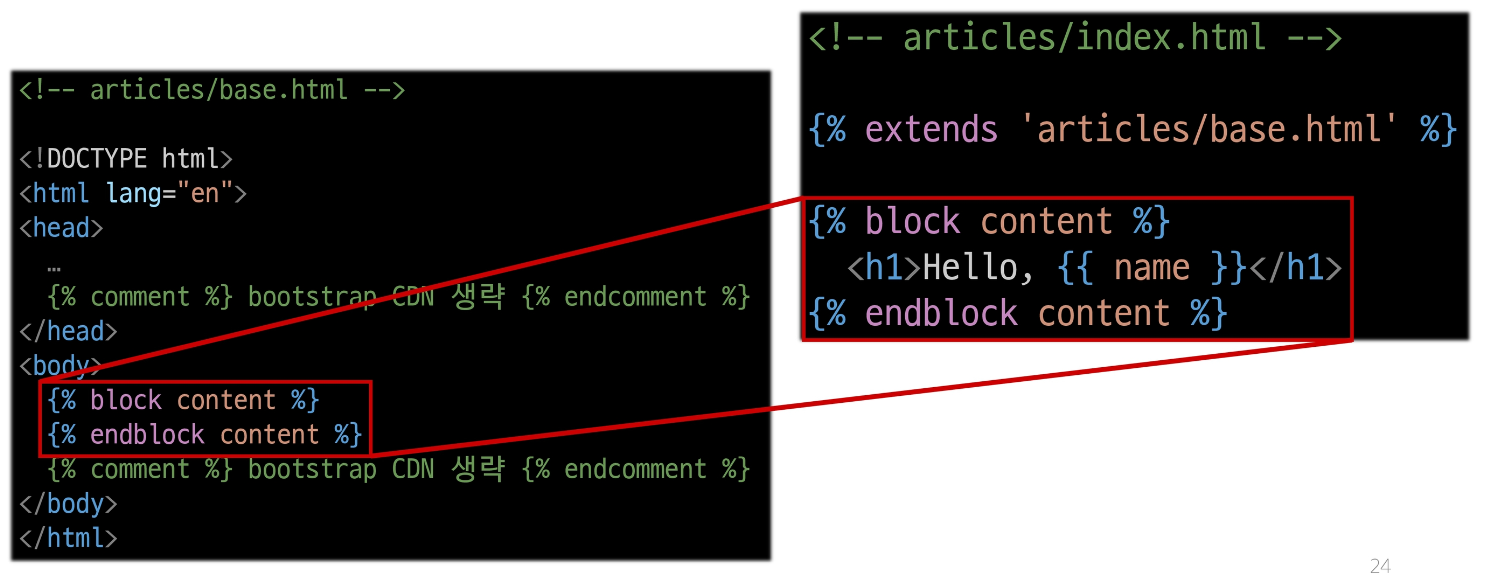 <!-- articles/base.html -->
<!DOCTYPE html>
<html lang="en">
<head>
  …
  {% comment %} bootstrap CDN 생략 {% endcomment %}
</head>
<body>
  {% block content %}
  {% endblock content %}
  {% comment %} bootstrap CDN 생략 {% endcomment %}
</body>
</html>
<!-- articles/index.html -->
{% extends 'articles/base.html' %}
{% block content %}
  <h1>Hello, {{ name }}</h1>
{% endblock content %}
24